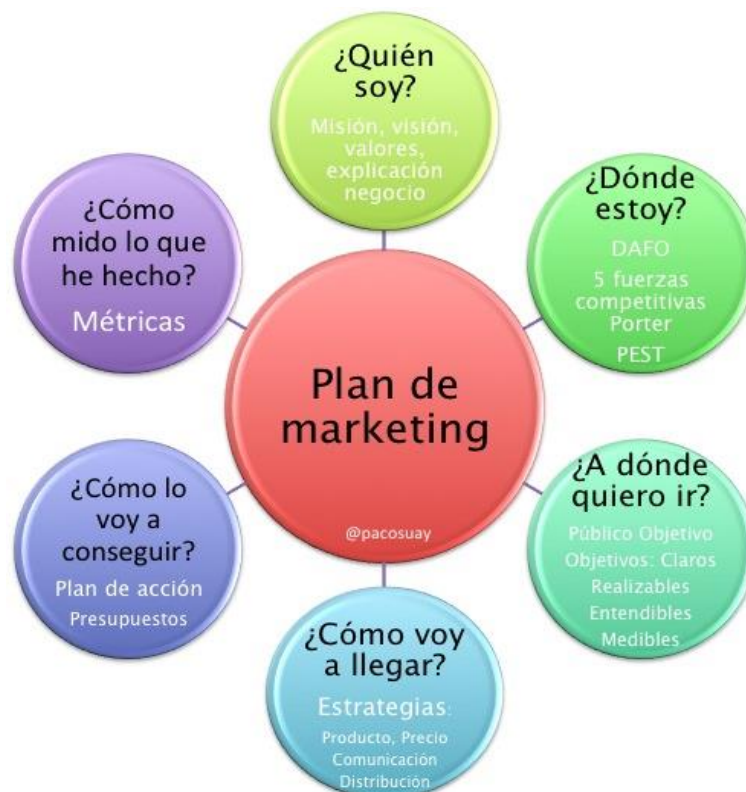 ¿Quién
soy?
Misión, visión,
valores,
explicación
negocio
¿Dónde
estoy?
DAFO
5 fuerzas
competitivas
Porter
PEST
¿A dónde
quiero ir?
Público Objetivo
Objetivos: Claros
Realizables
Entendibles
Medibles
¿Cómo voy
a llegar?
Estrategias:
Producto, Precio
Comunicación
Distribución
¿Cómo lo
voy a
conseguir?
Plan de acción
Presupuestos
¿Cómo
mido lo que
he hecho?
Métricas
Plan de
marketing
@pacosuay